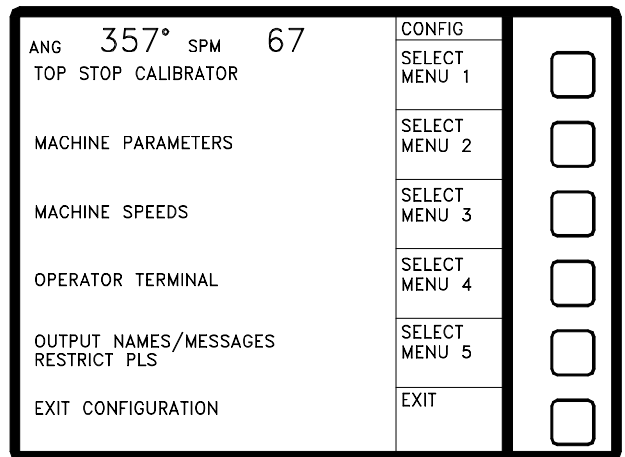 ANG 357° SPM 67
TOP STOP CALIBRATOR
MACHINE PARAMETERS
MACHINE SPEEDS
OPERATOR TERMINAL
OUTPUT NAMES/MESSAGES
RESTRICT PLS
EXIT CONFIGURATION
CONFIG
SELECT
MENU 1
SELECT
MENU 2
SELECT
MENU 3
SELECT
MENU 4
SELECT
MENU 5
EXIT